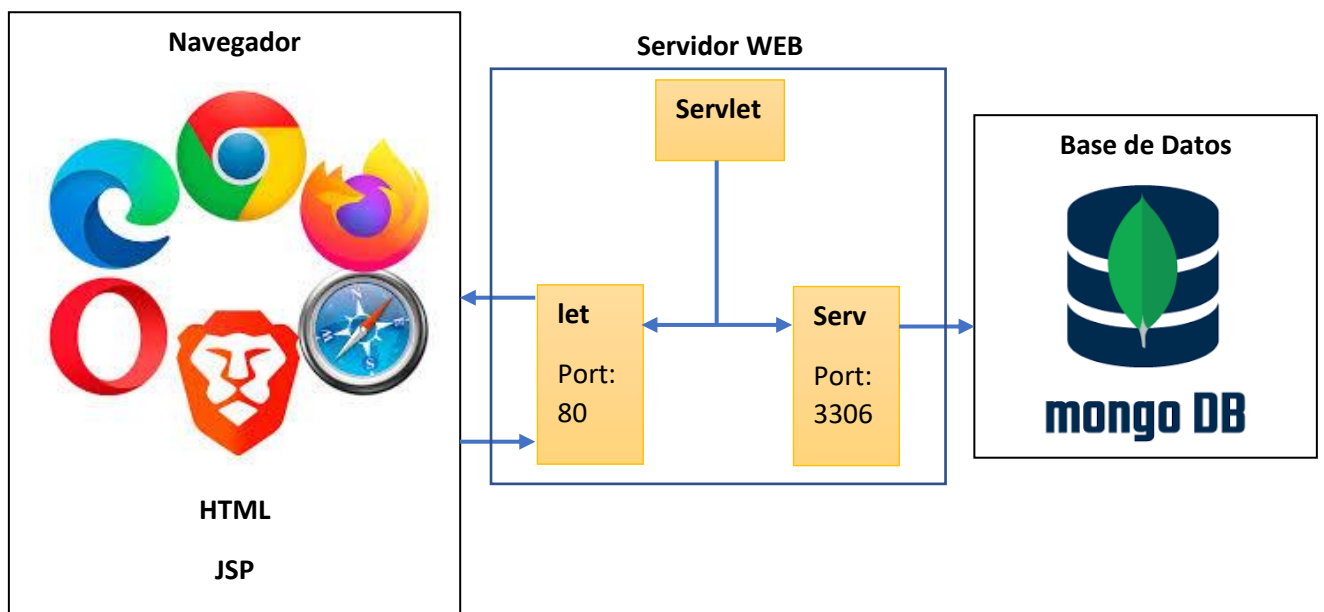 Navegador
HTML
JSP
Servidor WEB
Servlet
let
Port:
80
Serv
Port:
3306
Base de Datos
mongo DB